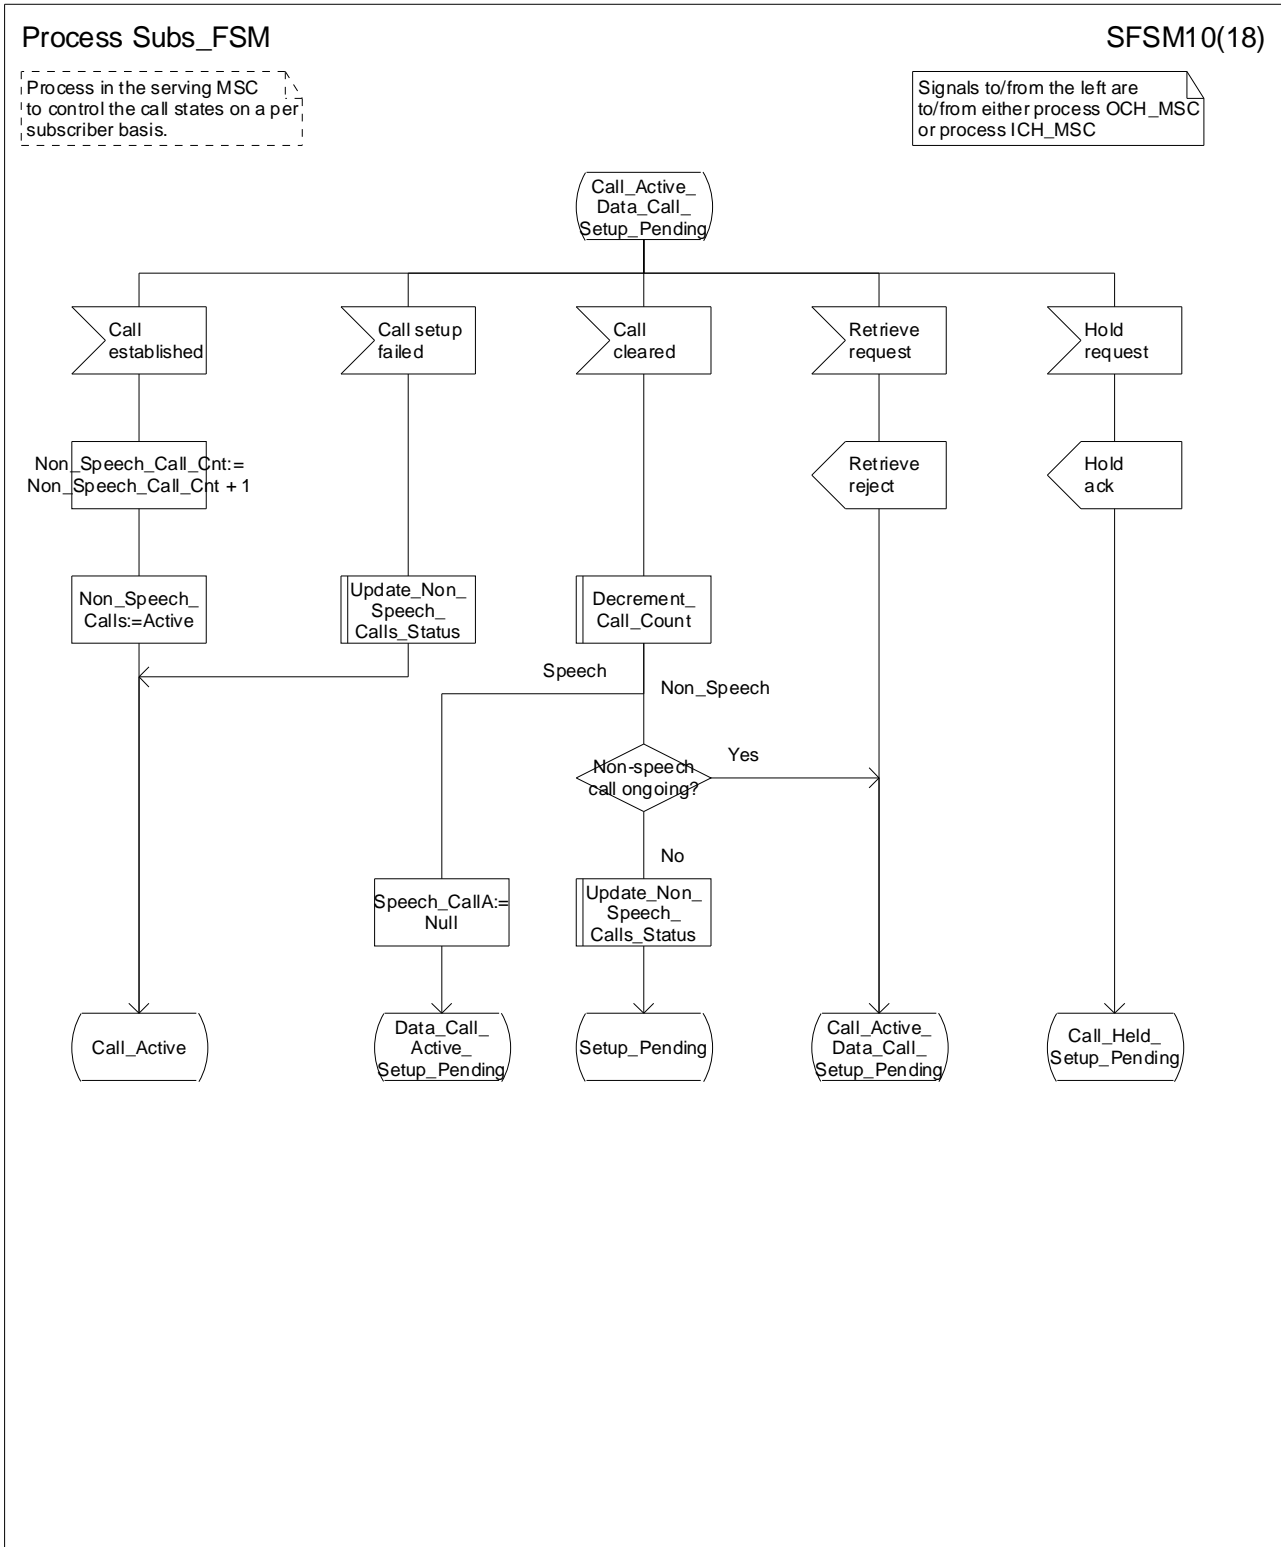 Process Subs_FSM
SFSM10(18)
Process in the serving MSC
to control the call states on a per
subscriber basis.
Signals to/from the left are
to/from either process OCH_MSC
or process ICH_MSC
Call_Active_
Data_Call_
Setup_Pending
Call
established
Call setup
failed
Call
cleared
Retrieve
request
Hold
request
Non_Speech_Call_Cnt:=
Non_Speech_Call_Cnt + 1
Retrieve
reject
Hold
ack
Non_Speech_
Calls:=Active
Update_Non_
Speech_
Calls_Status
Decrement_
Call_Count
Speech
Non_Speech
Non-speech
call ongoing?
Yes
No
Speech_CallA:=
Null
Update_Non_
Speech_
Calls_Status
Call_Active
Data_Call_
Active_
Setup_Pending
Setup_Pending
Call_Active_
Data_Call_
Setup_Pending
Call_Held_
Setup_Pending